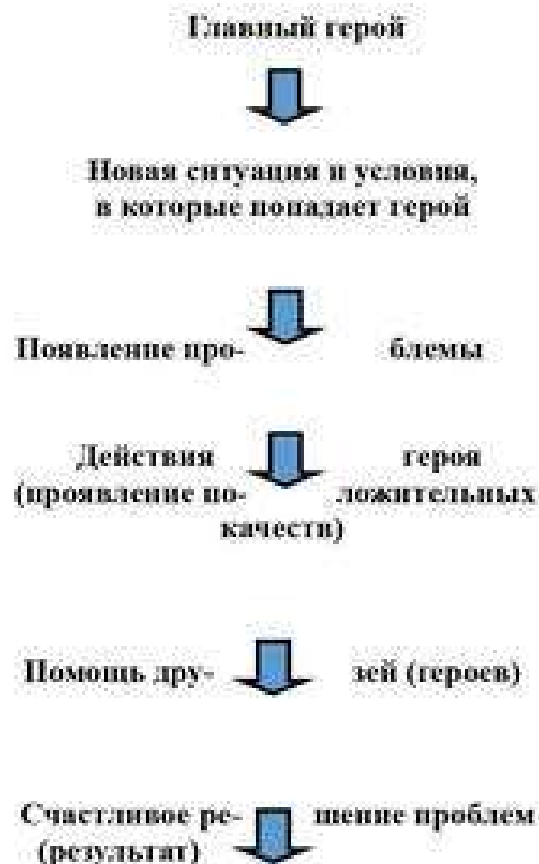 Главный герой
Новая ситуация и условия,
в которые попадает герой
Появление про- блемы
Действия героя
(проявление по- ложительных
качеств)
Помощь дру- зей (героев)
Счастливое ре- шение проблем
(результат)